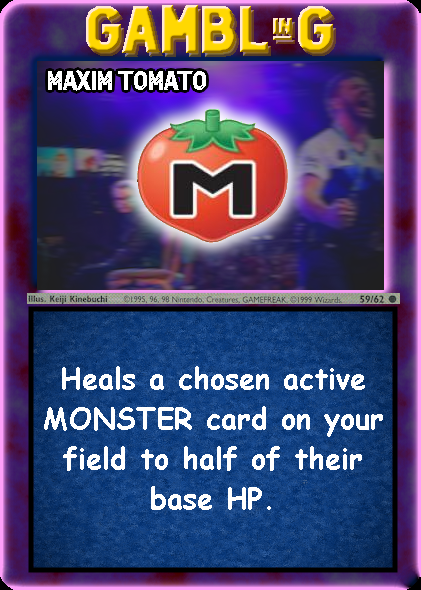 GAMBLinG
MAXIM TOMATO
M
Illus. Keiji Kinebuchi ©1995, 96, 98 Nintendo, Creatures, GAMEFREAK. ©1999 Wizards. 59/62 ●
Heals a chosen active
MONSTER card on your
field to half of their
base HP.